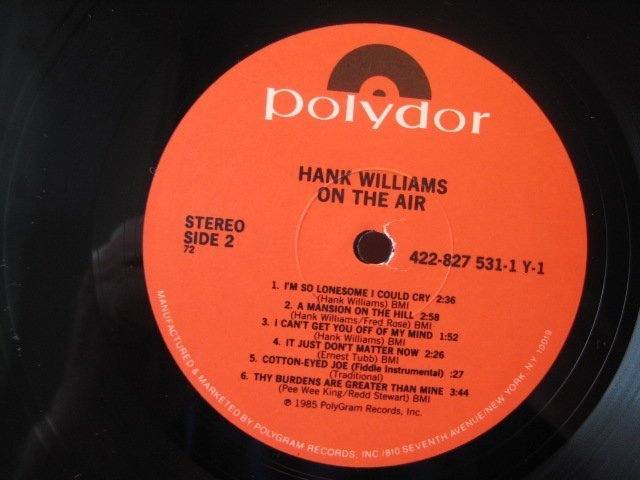 polydor
HANK WILLIAMS
ON THE AIR
STEREO
SIDE 2
72
422-827 531-1 Y-1
1. I'M SO LONESOME I COULD CRY 2:36
(Hank Williams) BMI
2. A MANSION ON THE HILL 2:58
(Hank Williams/Fred Rose) BMI
3. I CAN'T GET YOU OFF OF MY MIND 1:52
(Hank Williams) BMI
4. IT JUST DON'T MATTER NOW 2:26
(Ernest Tubb) BMI
5. COTTON-EYED JOE (Fiddle Instrumental) :27
(Traditional)
6. THY BURDENS ARE GREATER THAN MINE 3:44
(Pee Wee King/Redd Stewart) BMI
℗ 1985 PolyGram Records, Inc.
MANUFACTURED & MARKETED BY POLYGRAM RECORDS, INC./810 SEVENTH AVENUE/NEW YORK, N.Y. 10019